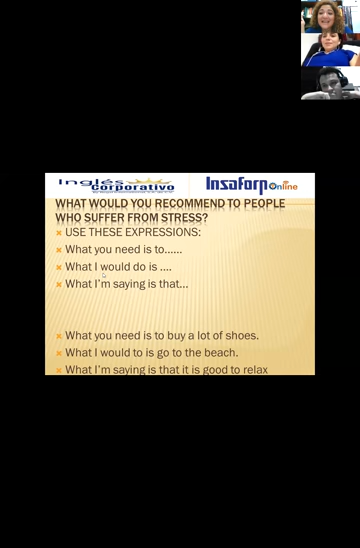 Inglés
corporativo
Insaforp Online
WHAT WOULD YOU RECOMMEND TO PEOPLE
WHO SUFFER FROM STRESS?
USE THESE EXPRESSIONS:
What you need is to......
What I would do is ....
What I'm saying is that...
What you need is to buy a lot of shoes.
What I would to is go to the beach.
What I'm saying is that it is good to relax